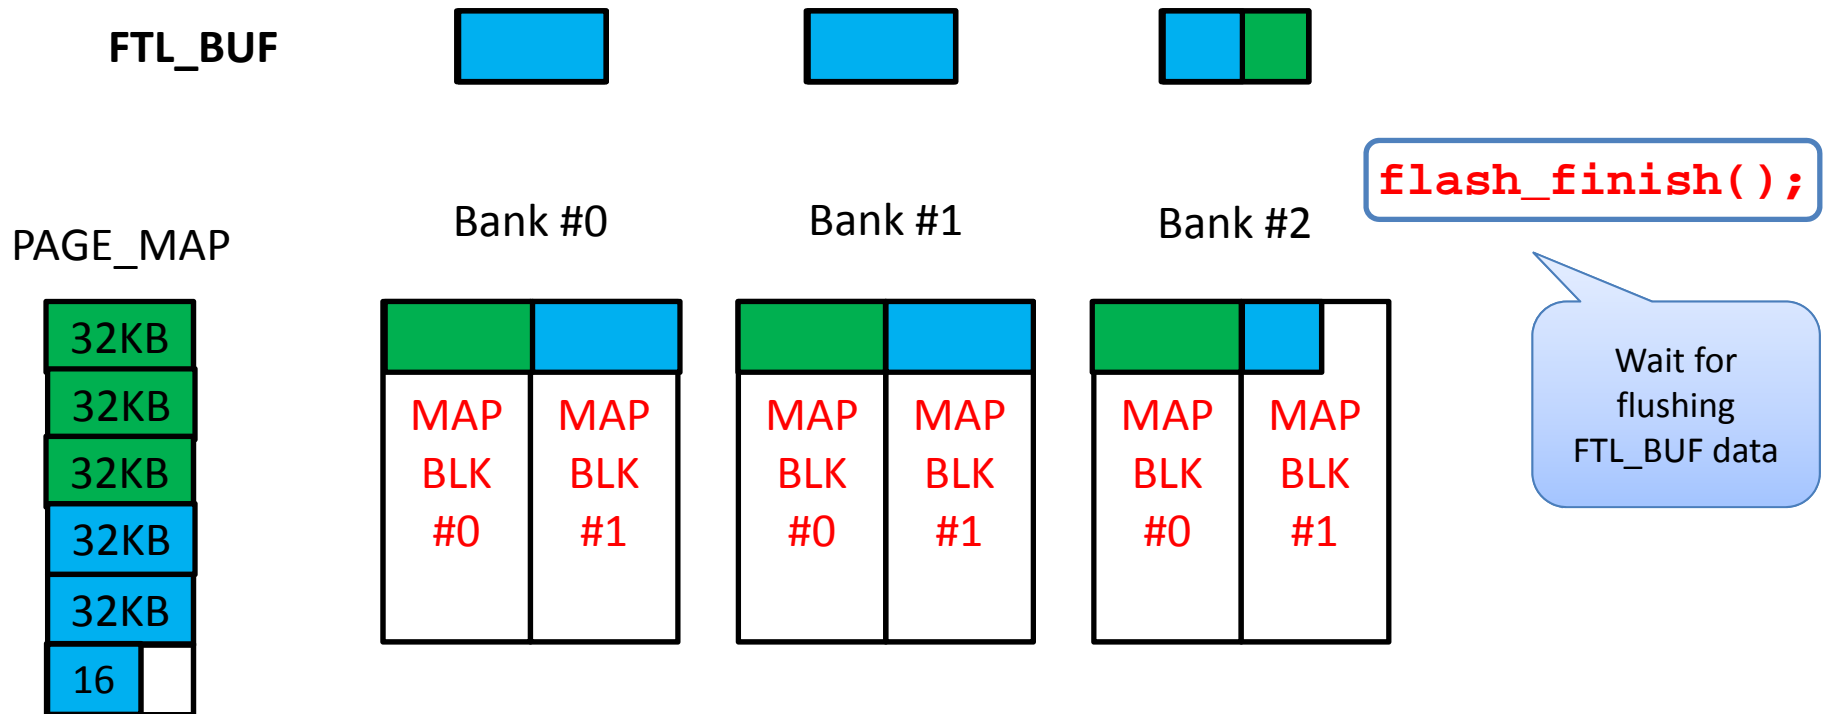 FTL_BUF
flash_finish();
Bank #0
Bank #1
Bank #2
PAGE_MAP
32KB
32KB
32KB
32KB
32KB
16
MAP
BLK
#0
MAP
BLK
#1
MAP
BLK
#0
MAP
BLK
#1
MAP
BLK
#0
MAP
BLK
#1
Wait for
flushing
FTL_BUF data